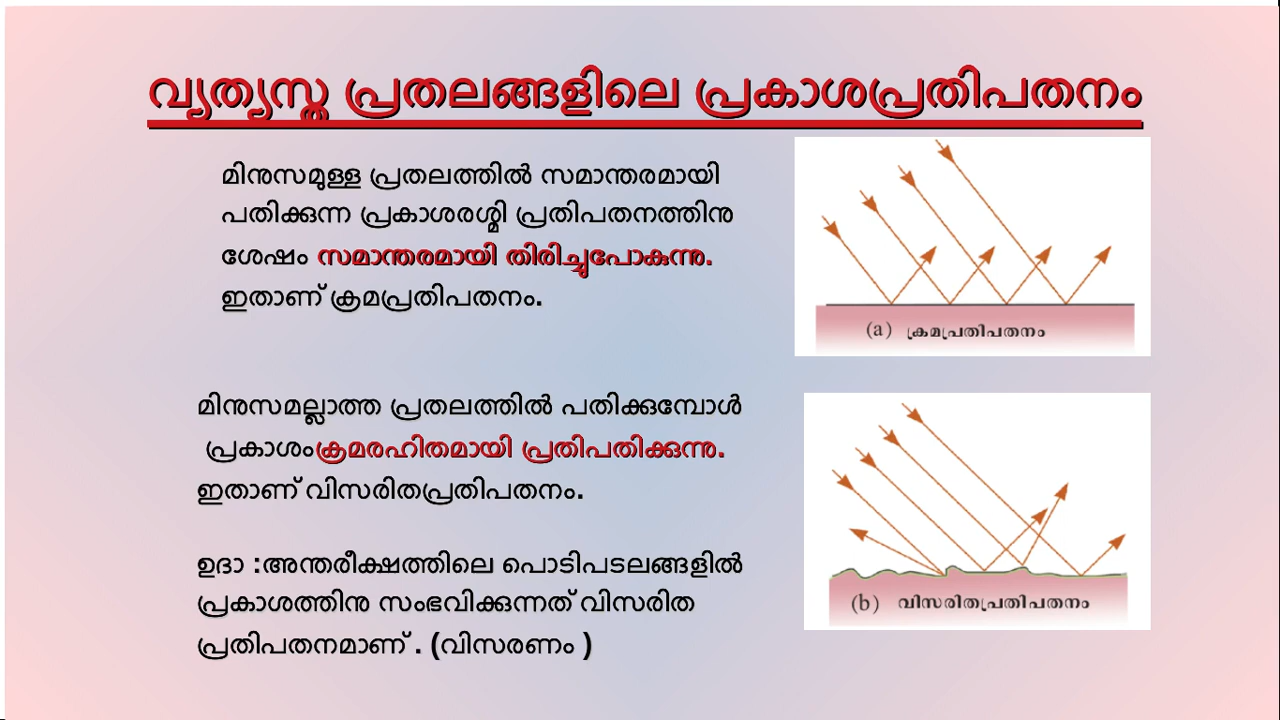 വ്യത്യസ്ത പ്രതലങ്ങളിലെ പ്രകാശപ്രതിപതനം
മിനുസമുള്ള പ്രതലത്തിൽ സമാന്തരമായി
പതിക്കുന്ന പ്രകാശരശ്മി പ്രതിപതനത്തിനു
ശേഷം സമാന്തരമായി തിരിച്ചുപോകുന്നു.
ഇതാണ് ക്രമപ്രതിപതനം.
(a) ക്രമപ്രതിപതനം
മിനുസമല്ലാത്ത പ്രതലത്തിൽ പതിക്കുമ്പോൾ
പ്രകാശംക്രമരഹിതമായി പ്രതിപതിക്കുന്നു.
ഇതാണ് വിസരിതപ്രതിപതനം.
ഉദാ :അന്തരീക്ഷത്തിലെ പൊടിപടലങ്ങളിൽ
പ്രകാശത്തിനു സംഭവിക്കുന്നത് വിസരിത
പ്രതിപതനമാണ് . (വിസരണം )
(b) വിസരിതപ്രതിപതനം